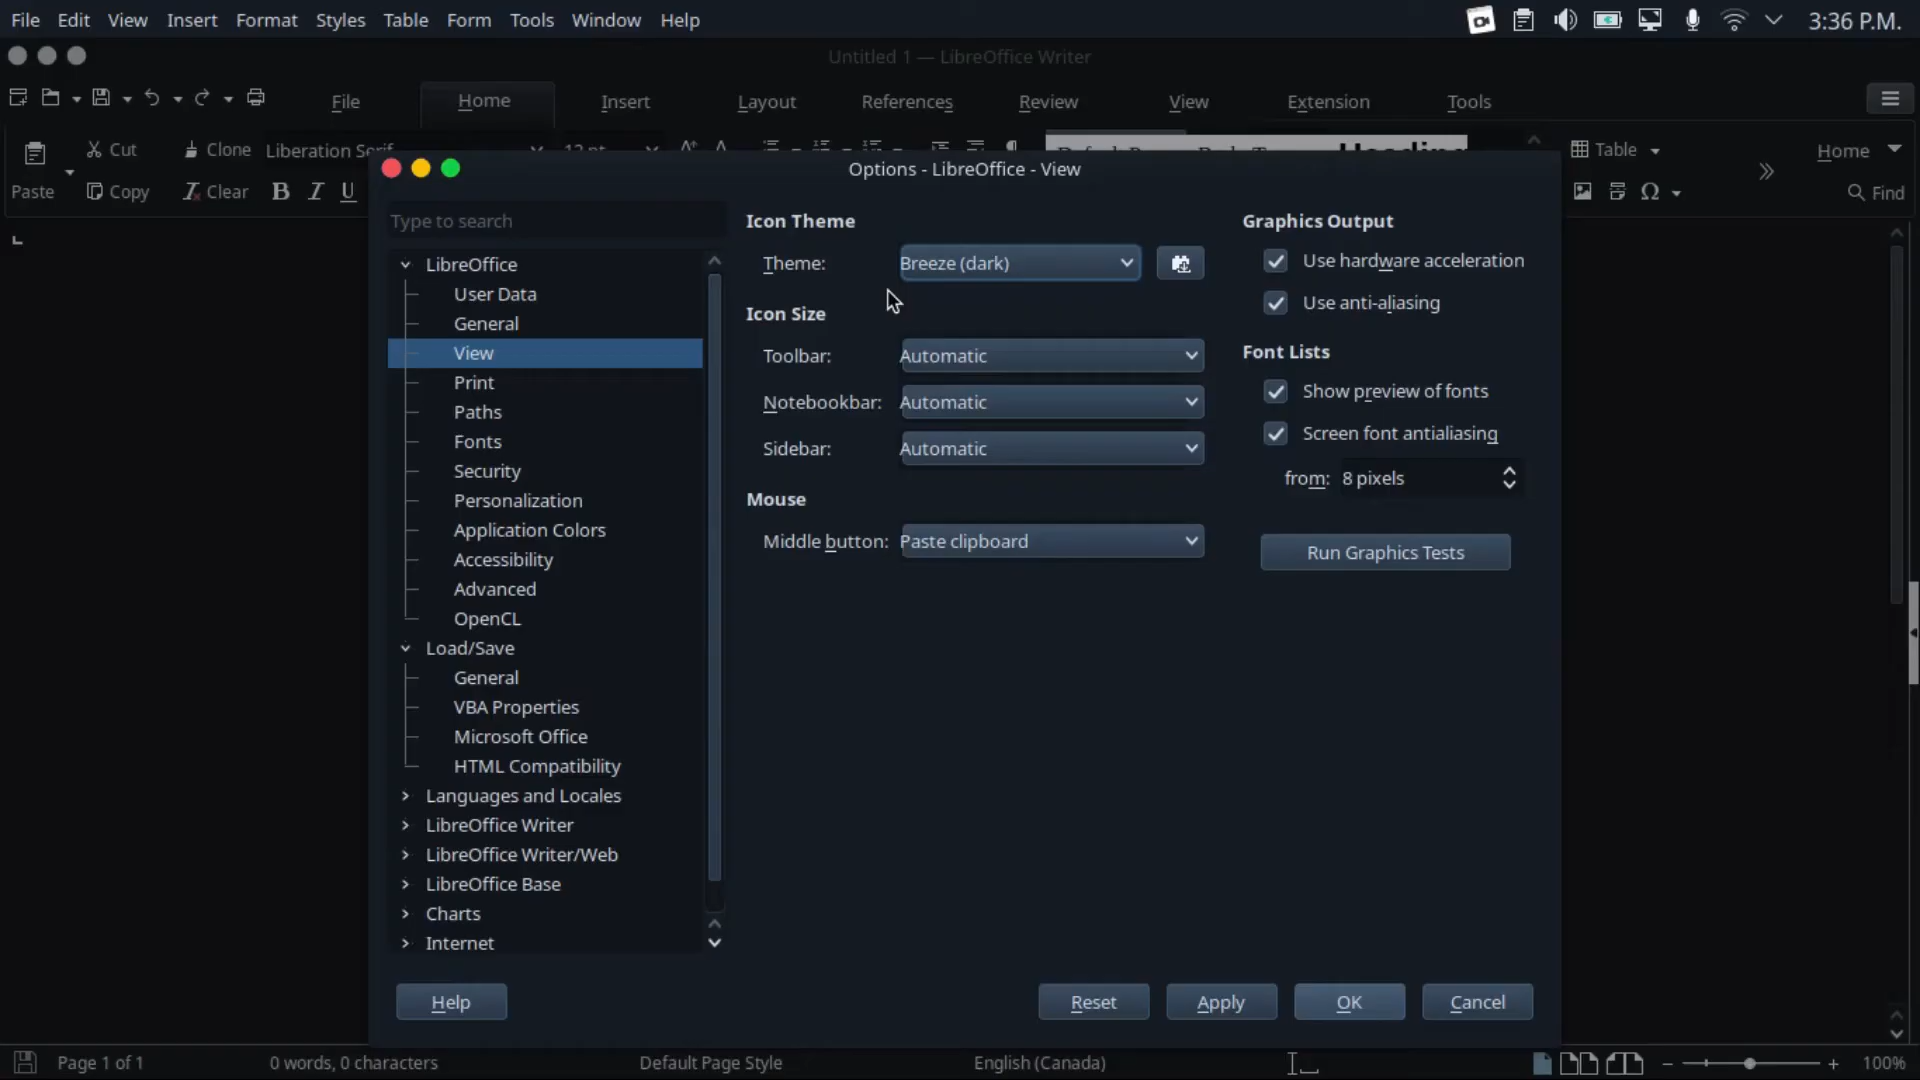 File Edit View Insert Format Styles Table Form Tools Window Help 3:36 P.M.
Untitled 1 — LibreOffice Writer
File Home Insert Layout References Review View Extension Tools
Cut Clone Liberation Serif 12 pt Table Home
Paste Copy Clear B I U Find
Options - LibreOffice - View
Type to search
LibreOffice
User Data
General
View
Print
Paths
Fonts
Security
Personalization
Application Colors
Accessibility
Advanced
OpenCL
Load/Save
General
VBA Properties
Microsoft Office
HTML Compatibility
Languages and Locales
LibreOffice Writer
LibreOffice Writer/Web
LibreOffice Base
Charts
Internet
Icon Theme
Theme: Breeze (dark)
Icon Size
Toolbar: Automatic
Notebookbar: Automatic
Sidebar: Automatic
Mouse
Middle button: Paste clipboard
Graphics Output
Use hardware acceleration
Use anti-aliasing
Font Lists
Show preview of fonts
Screen font antialiasing
from: 8 pixels
Run Graphics Tests
Help Reset Apply OK Cancel
Page 1 of 1 0 words, 0 characters Default Page Style English (Canada) 100%